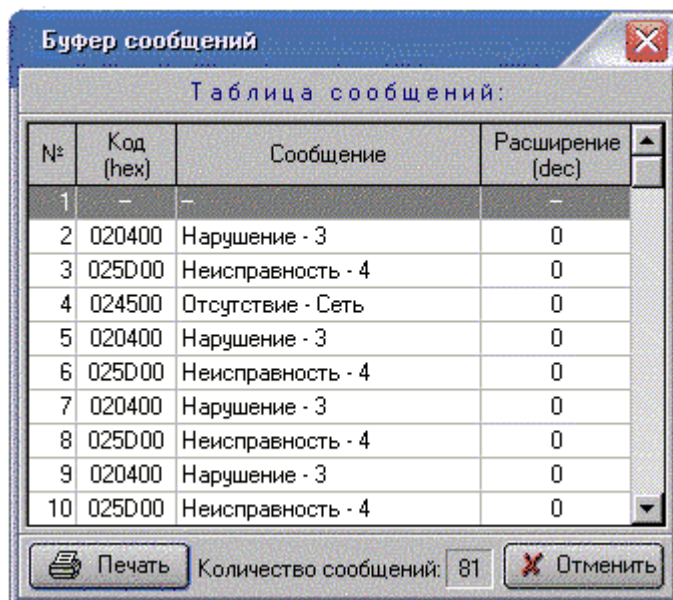 Буфер сообщений
Таблица сообщений:
№ Код (hex) Сообщение Расширение (dec)
1 – – –
2 020400 Нарушение - 3 0
3 025D00 Неисправность - 4 0
4 024500 Отсутствие - Сеть 0
5 020400 Нарушение - 3 0
6 025D00 Неисправность - 4 0
7 020400 Нарушение - 3 0
8 025D00 Неисправность - 4 0
9 020400 Нарушение - 3 0
10 025D00 Неисправность - 4 0
Печать Количество сообщений: 81 Отменить